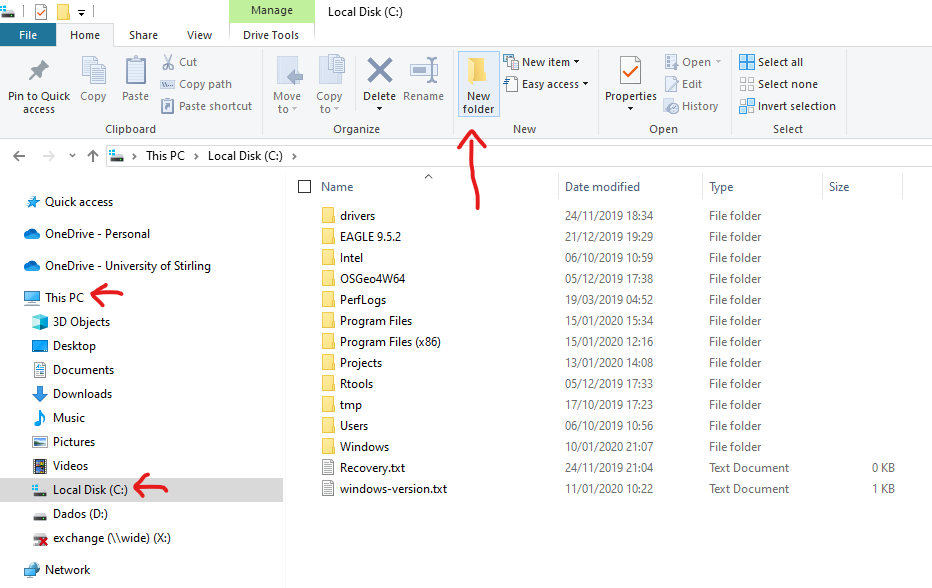 Manage Local Disk (C:)
File Home Share View Drive Tools
Pin to Quick access
Copy
Paste
Cut
Copy path
Paste shortcut
Clipboard
Move to
Copy to
Delete
Rename
Organize
New folder
New item
Easy access
New
Properties
Open
Edit
History
Open
Select all
Select none
Invert selection
Select
This PC Local Disk (C:)
Quick access
OneDrive - Personal
OneDrive - University of Stirling
This PC
3D Objects
Desktop
Documents
Downloads
Music
Pictures
Videos
Local Disk (C:)
Dados (D:)
exchange (\\wide) (X:)
Network
Name Date modified Type Size
drivers 24/11/2019 18:34 File folder
EAGLE 9.5.2 21/12/2019 19:29 File folder
Intel 06/10/2019 10:59 File folder
OSGeo4W64 05/12/2019 17:38 File folder
PerfLogs 19/03/2019 04:52 File folder
Program Files 15/01/2020 15:34 File folder
Program Files (x86) 15/01/2020 12:16 File folder
Projects 13/01/2020 14:08 File folder
Rtools 05/12/2019 17:33 File folder
tmp 17/10/2019 17:23 File folder
Users 06/10/2019 10:56 File folder
Windows 10/01/2020 21:07 File folder
Recovery.txt 24/11/2019 21:04 Text Document 0 KB
windows-version.txt 11/01/2020 10:22 Text Document 1 KB